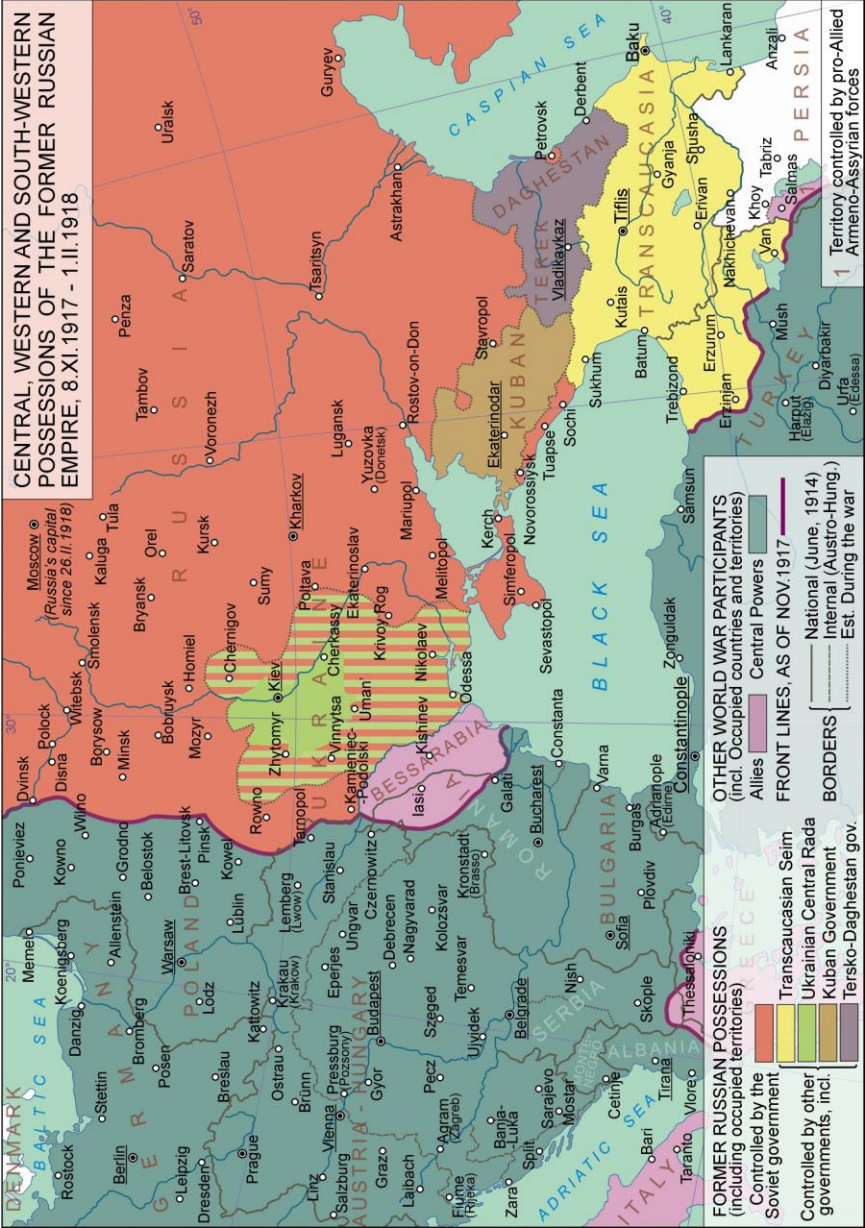 CENTRAL, WESTERN AND SOUTH-WESTERN
POSSESSIONS OF THE FORMER RUSSIAN
EMPIRE, 8.XI.1917 - 1.II.1918
50°
40°
30°
20°
DENMARK
BALTIC SEA
GERMANY
POLAND
AUSTRIA - HUNGARY
ITALY
ADRIATIC SEA
MONTE-
NEGRO
SERBIA
ALBANIA
GREECE
BULGARIA
ROMANIA
BESSARABIA
UKRAINE
RUSSIA
BLACK SEA
KUBAN
TEREK
DAGHESTAN
CASPIAN SEA
TRANSCAUCASIA
TURKEY
PERSIA
Rostock
Stettin
Danzig
Koenigsberg
Memel
Berlin
Bromberg
Allenstein
Posen
Leipzig
Dresden
Breslau
Prague
Kattowitz
Ostrau
Brünn
Linz
Vienna
Salzburg
Pressburg
(Pozsony)
Gyor
Budapest
Graz
Laibach
Agram
(Zagreb)
Fiume
(Rijeka)
Zara
Split
Banja-
Luka
Sarajevo
Mostar
Cetinje
Tirana
Vlore
Bari
Taranto
Pecz
Szeged
Ujvidek
Temesvar
Belgrade
Nish
Skople
Thessaloniki
Sofia
Plovdiv
Burgas
Varna
Adrianople
(Edirne)
Constantinople
Zonguldak
Samsun
Bucharest
Constanta
Galati
Iasi
Kishinev
Kronstadt
(Brasso)
Kolozsvar
Nagyvarad
Debrecen
Ungvar
Epenjes
Czernowitz
Stanislau
Tarnopol
Lemberg
(Lwow)
Krakau
(Krakow)
Lodz
Warsaw
Lublin
Kowel
Brest-Litovsk
Pinsk
Belostok
Grodno
Wilno
Kowno
Ponieviez
Dvinsk
Disna
Polock
Witebsk
Borysow
Minsk
Smolensk
Bobruysk
Mozyr
Homiel
Rowno
Kamieniec-
-Podolski
Zhytomyr
Kiev
Vinnytsa
Uman'
Cherkassy
Chernigov
Odessa
Nikolaev
Krivoy Rog
Ekaterinoslav
Poltava
Sumy
Kharkov
Melitopol
Mariupol
Yuzovka
(Donetsk)
Lugansk
Rostov-on-Don
Simferopol
Sevastopol
Kerch
Moscow
(Russia's capital
since 26.II.1918)
Kaluga
Tula
Bryansk
Orel
Kursk
Voronezh
Tambov
Penza
Saratov
Uralsk
Guryev
Tsaritsyn
Astrakhan
Stavropol
Ekaterinodar
Novorossiysk
Tuapse
Sochi
Sukhum
Vladikavkaz
Petrovsk
Derbent
Baku
Lankaran
Anzali
Kutais
Tiflis
Gyanja
Shusha
Erivan
Nakhichevan
Batum
Trebizond
Erzurum
Erzinjan
Van
Khoy
Tabriz
Salmas
Mush
Diyarbakir
Harput
(Elazig)
Urfa
(Edessa)
1
1 Territory controlled by pro-Allied
Armeno-Assyrian forces
FORMER RUSSIAN POSSESSIONS
(including occupied territories)
Controlled by the
Soviet government
Controlled by other
governments, incl.
Transcaucasian Seim
Ukrainian Central Rada
Kuban Government
Tersko-Daghestan gov.
OTHER WORLD WAR PARTICIPANTS
(incl. Occupied countries and territories)
Allies
Central Powers
FRONT LINES, AS OF NOV.1917
BORDERS
National (June, 1914)
Internal (Austro-Hung.)
Est. During the war